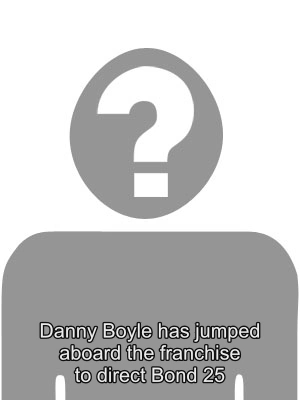 ?
Danny Boyle has jumped
aboard the franchise
to direct Bond 25